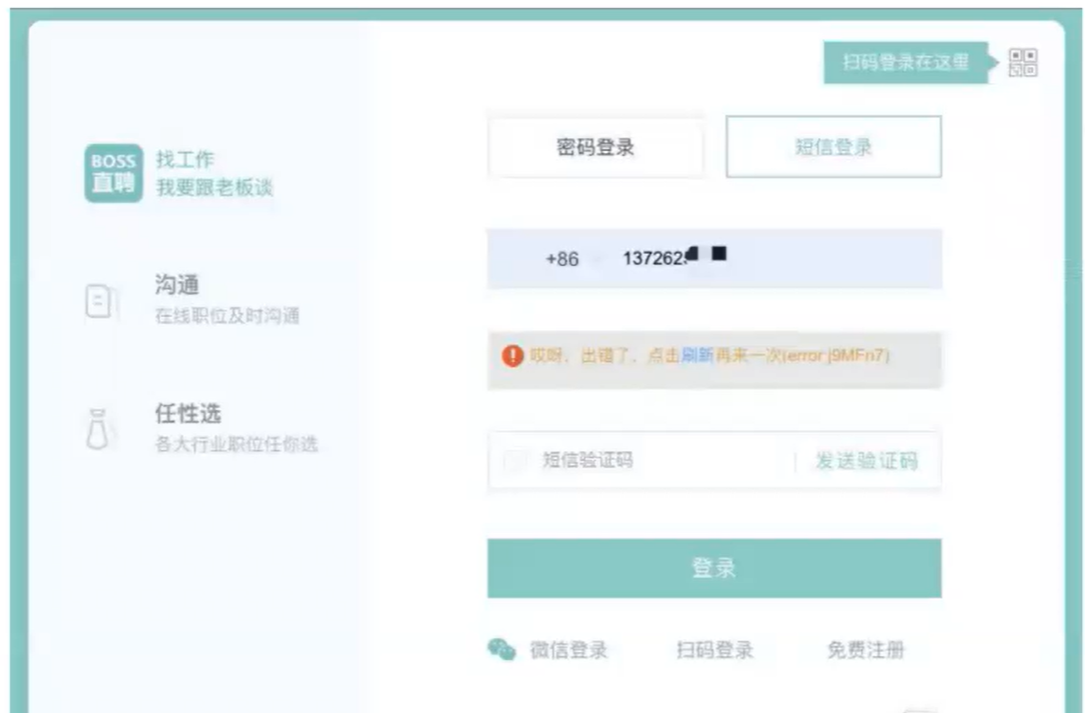 扫码登录在这里
BOSS
直聘
找工作
我要跟老板谈
密码登录
短信登录
+86
137262
沟通
在线职位及时沟通
哎呀，出错了，点击刷新再来一次(error:j9MFn7)
任性选
各大行业职位任你选
短信验证码
发送验证码
登录
微信登录
扫码登录
免费注册